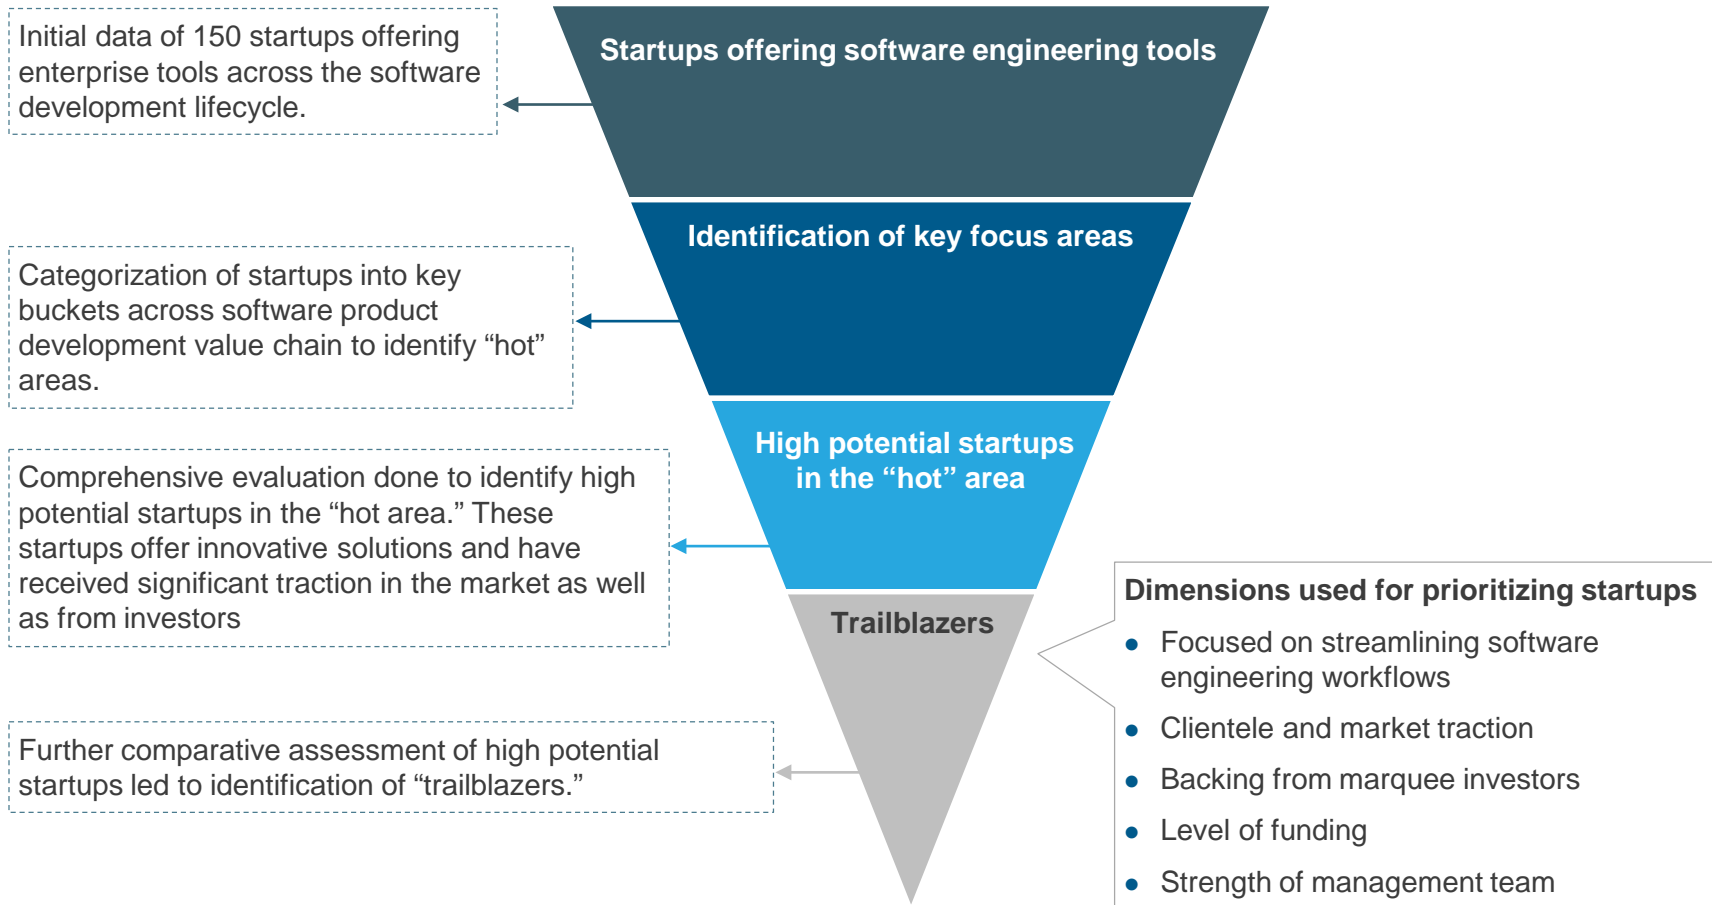 Initial data of 150 startups offering
enterprise tools across the software
development lifecycle.
Startups offering software engineering tools
Identification of key focus areas
Categorization of startups into key
buckets across software product
development value chain to identify “hot”
areas.
High potential startups
in the “hot” area
Comprehensive evaluation done to identify high
potential startups in the “hot area.” These
startups offer innovative solutions and have
received significant traction in the market as well
as from investors
Trailblazers
Further comparative assessment of high potential
startups led to identification of “trailblazers.”
Dimensions used for prioritizing startups
● Focused on streamlining software
engineering workflows
● Clientele and market traction
● Backing from marquee investors
● Level of funding
● Strength of management team